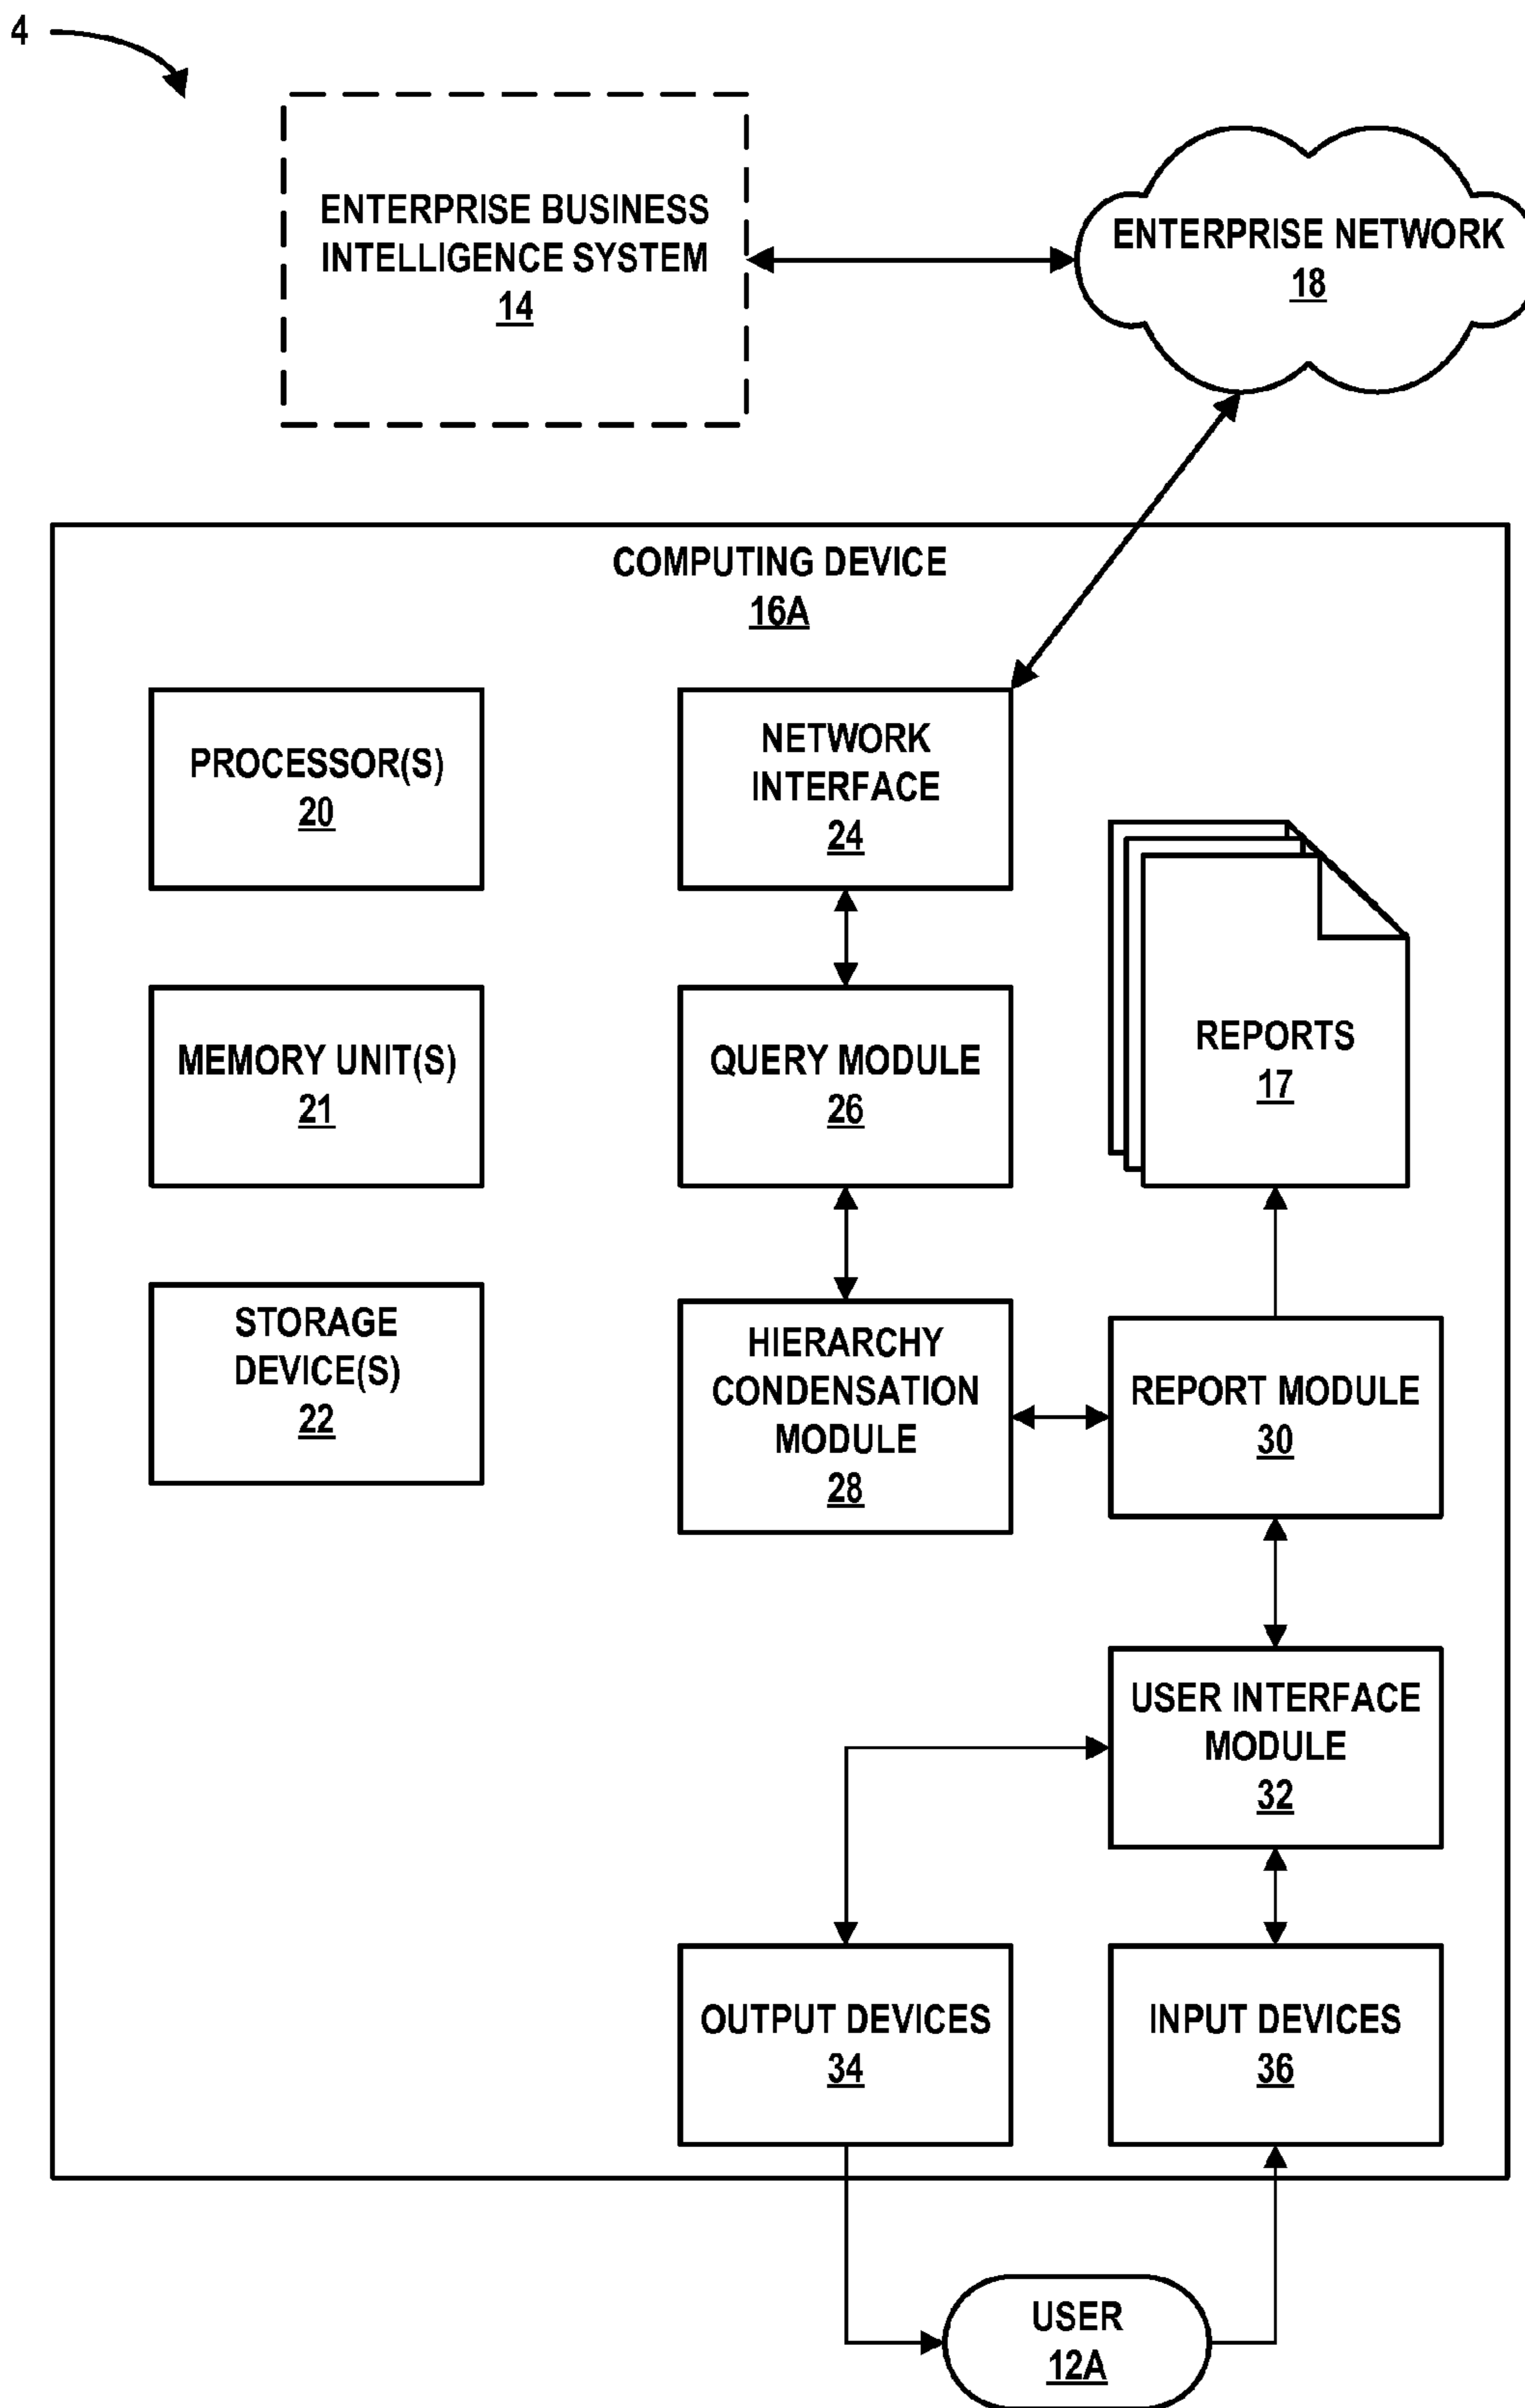 4
ENTERPRISE BUSINESS
INTELLIGENCE SYSTEM
14
ENTERPRISE NETWORK
18
COMPUTING DEVICE
16A
PROCESSOR(S)
20
NETWORK
INTERFACE
24
MEMORY UNIT(S)
21
QUERY MODULE
26
REPORTS
17
STORAGE
DEVICE(S)
22
HIERARCHY
CONDENSATION
MODULE
28
REPORT MODULE
30
USER INTERFACE
MODULE
32
OUTPUT DEVICES
34
INPUT DEVICES
36
USER
12A